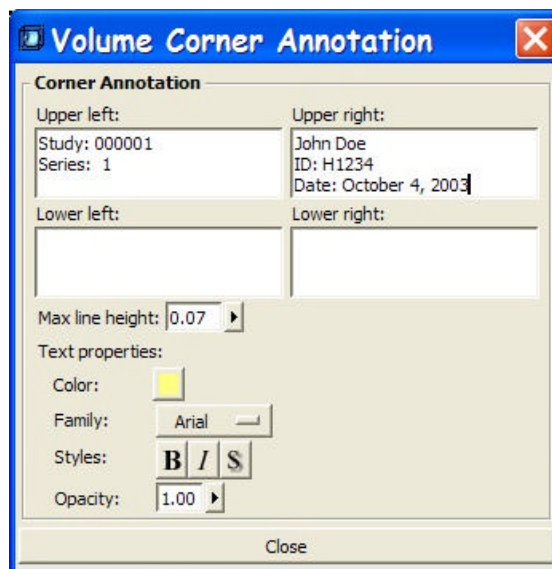 Volume Corner Annotation
Corner Annotation
Upper left:
Study: 000001
Series:  1
Upper right:
John Doe
ID: H1234
Date: October 4, 2003
Lower left:
Lower right:
Max line height: 0.07
Text properties:
Color:
Family: Arial
Styles: B I S
Opacity: 1.00
Close